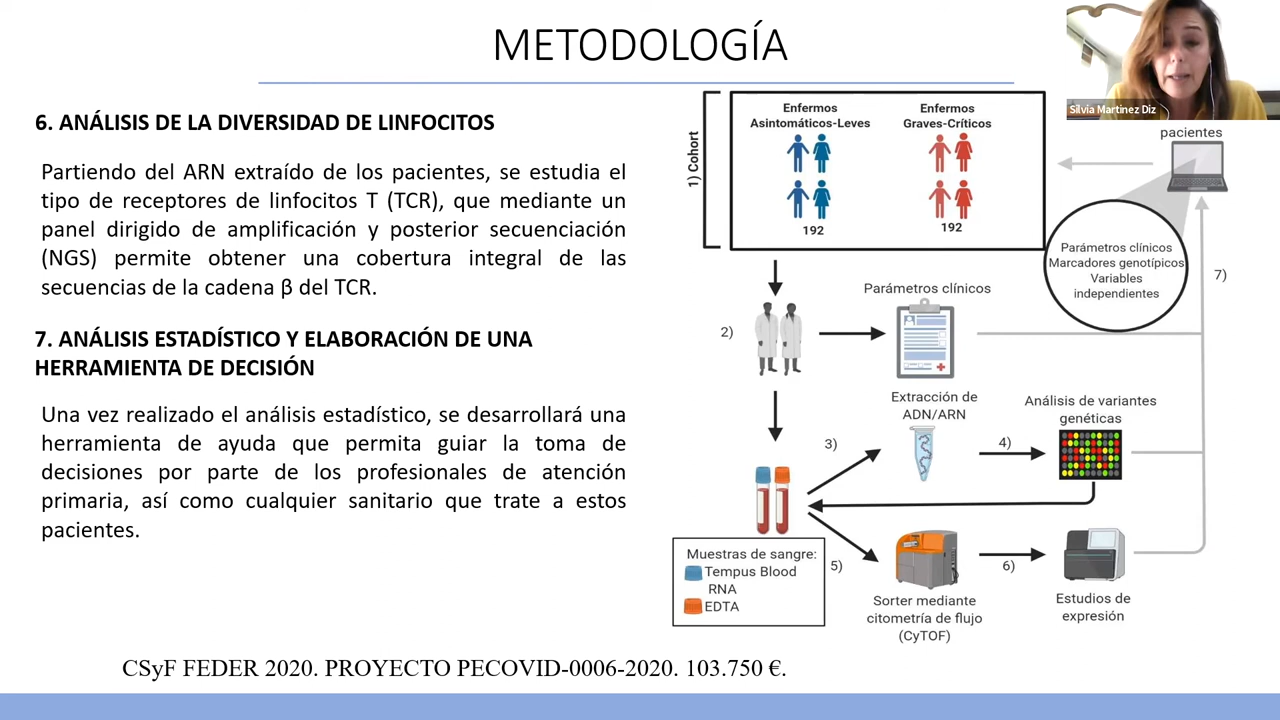 METODOLOGÍA
Silvia Martinez Diz
6. ANÁLISIS DE LA DIVERSIDAD DE LINFOCITOS
Partiendo del ARN extraído de los pacientes, se estudia el
tipo de receptores de linfocitos T (TCR), que mediante un
panel dirigido de amplificación y posterior secuenciación
(NGS) permite obtener una cobertura integral de las
secuencias de la cadena β del TCR.
7. ANÁLISIS ESTADÍSTICO Y ELABORACIÓN DE UNA
HERRAMIENTA DE DECISIÓN
Una vez realizado el análisis estadístico, se desarrollará una
herramienta de ayuda que permita guiar la toma de
decisiones por parte de los profesionales de atención
primaria, así como cualquier sanitario que trate a estos
pacientes.
1) Cohort
Enfermos
Asintomáticos-Leves
192
Enfermos
Graves-Críticos
192
pacientes
Parámetros clínicos
Marcadores genotípicos
Variables
independientes
7)
2)
Parámetros clínicos
3)
Extracción de
ADN/ARN
4)
Análisis de variantes
genéticas
Muestras de sangre:
Tempus Blood
RNA
EDTA
5)
Sorter mediante
citometría de flujo
(CyTOF)
6)
Estudios de
expresión
CSyF FEDER 2020. PROYECTO PECOVID-0006-2020. 103.750 €.